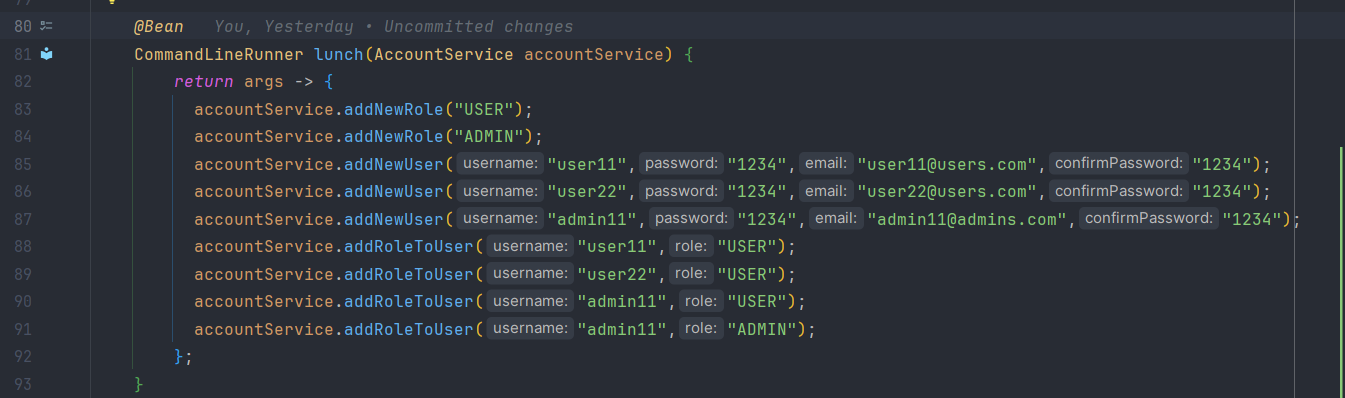 80 @Bean You, Yesterday • Uncommitted changes
81 CommandLineRunner lunch(AccountService accountService) {
82 return args -> {
83 accountService.addNewRole("USER");
84 accountService.addNewRole("ADMIN");
85 accountService.addNewUser( username: "user11", password: "1234", email: "user11@users.com", confirmPassword: "1234");
86 accountService.addNewUser( username: "user22", password: "1234", email: "user22@users.com", confirmPassword: "1234");
87 accountService.addNewUser( username: "admin11", password: "1234", email: "admin11@admins.com", confirmPassword: "1234");
88 accountService.addRoleToUser( username: "user11", role: "USER");
89 accountService.addRoleToUser( username: "user22", role: "USER");
90 accountService.addRoleToUser( username: "admin11", role: "USER");
91 accountService.addRoleToUser( username: "admin11", role: "ADMIN");
92 };
93 }